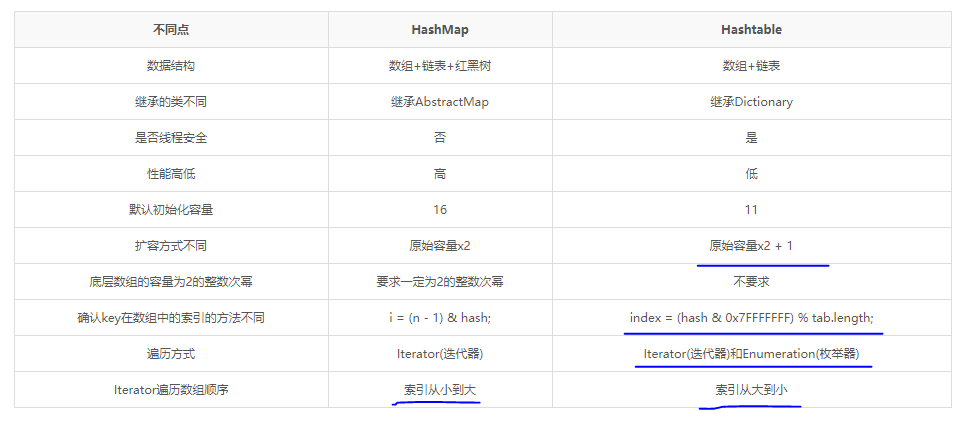 不同点 HashMap Hashtable
数据结构 数组+链表+红黑树 数组+链表
继承的类不同 继承AbstractMap 继承Dictionary
是否线程安全 否 是
性能高低 高 低
默认初始化容量 16 11
扩容方式不同 原始容量x2 原始容量x2 + 1
底层数组的容量为2的整数次幂 要求一定为2的整数次幂 不要求
确认key在数组中的索引的方法不同 i = (n - 1) & hash; index = (hash & 0x7FFFFFFF) % tab.length;
遍历方式 Iterator(迭代器) Iterator(迭代器)和Enumeration(枚举器)
Iterator遍历数组顺序 索引从小到大 索引从大到小